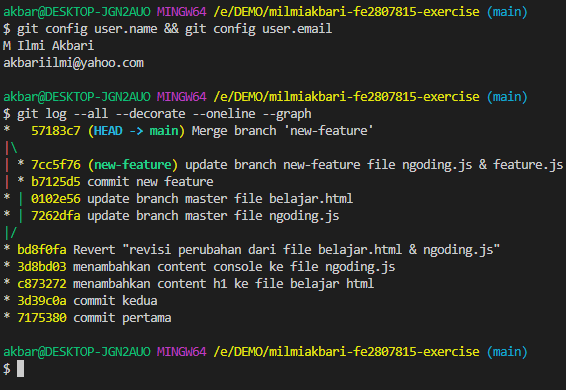 akbar@DESKTOP-JGN2AUO MINGW64 /e/DEMO/milmiakbari-fe2807815-exercise (main)
$ git config user.name && git config user.email
M Ilmi Akbari
akbariilmi@yahoo.com

akbar@DESKTOP-JGN2AUO MINGW64 /e/DEMO/milmiakbari-fe2807815-exercise (main)
$ git log --all --decorate --oneline --graph
*   57183c7 (HEAD -> main) Merge branch 'new-feature'
|\
| * 7cc5f76 (new-feature) update branch new-feature file ngoding.js & feature.js
| * b7125d5 commit new feature
* | 0102e56 update branch master file belajar.html
* | 7262dfa update branch master file ngoding.js
|/
* bd8f0fa Revert "revisi perubahan dari file belajar.html & ngoding.js"
* 3d8bd03 menambahkan content console ke file ngoding.js
* c873272 menambahkan content h1 ke file belajar html
* 3d39c0a commit kedua
* 7175380 commit pertama

akbar@DESKTOP-JGN2AUO MINGW64 /e/DEMO/milmiakbari-fe2807815-exercise (main)
$